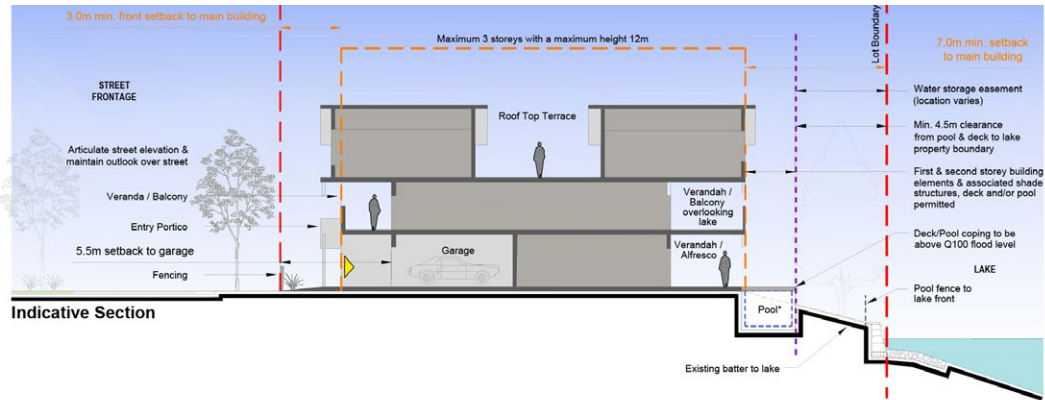 3.0m min. front setback to main building
Maximum 3 storeys with a maximum height 12m
7.0m min. setback
to main building
Lot Boundary
STREET
FRONTAGE
Articulate street elevation &
maintain outlook over street
Veranda / Balcony
Entry Portico
5.5m setback to garage
Fencing
Roof Top Terrace
Verandah /
Balcony
overlooking
lake
Garage
Verandah /
Alfresco
Pool*
Water storage easement
(location varies)
Min. 4.5m clearance
from pool & deck to lake
property boundary
First & second storey building
elements & associated shade
structures, deck and/or pool
permitted
Deck/Pool coping to be
above Q100 flood level
LAKE
Pool fence to
lake front
Existing batter to lake
Indicative Section